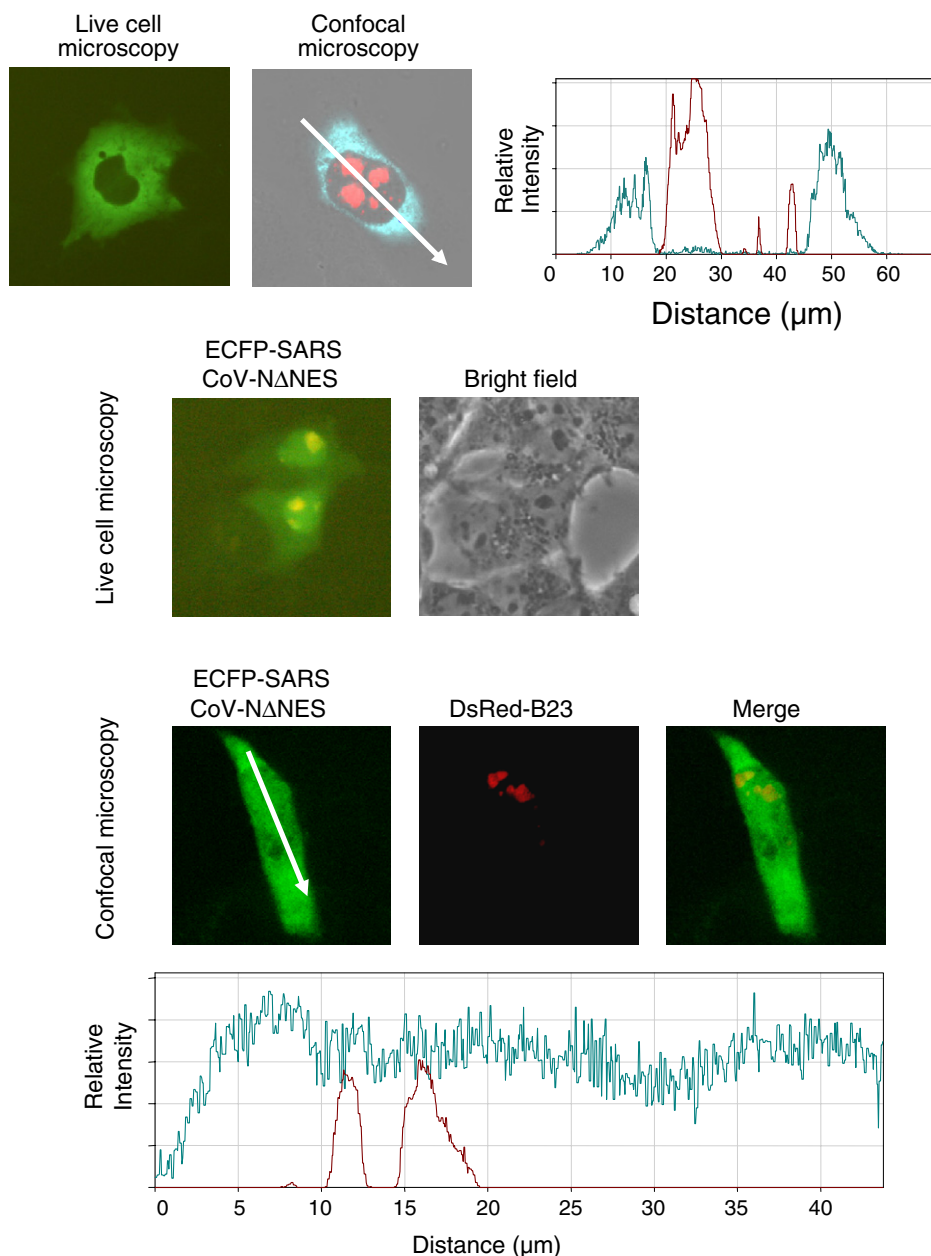 Live cell
microscopy
Confocal
microscopy
Relative
Intensity
0 10 20 30 40 50 60
Distance (µm)
ECFP-SARS
CoV-N∆NES
Bright field
Live cell microscopy
ECFP-SARS
CoV-N∆NES
DsRed-B23
Merge
Confocal microscopy
Relative
Intensity
0 5 10 15 20 25 30 35 40
Distance (µm)